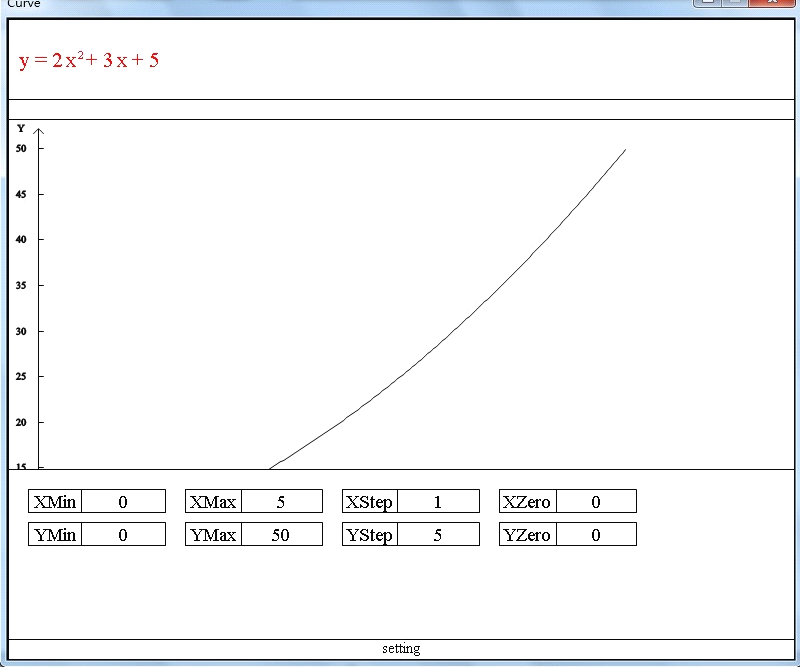 Curve
y = 2x² + 3x + 5
Y
50
45
40
35
30
25
20
15
XMin 0 XMax 5 XStep 1 XZero 0
YMin 0 YMax 50 YStep 5 YZero 0
setting